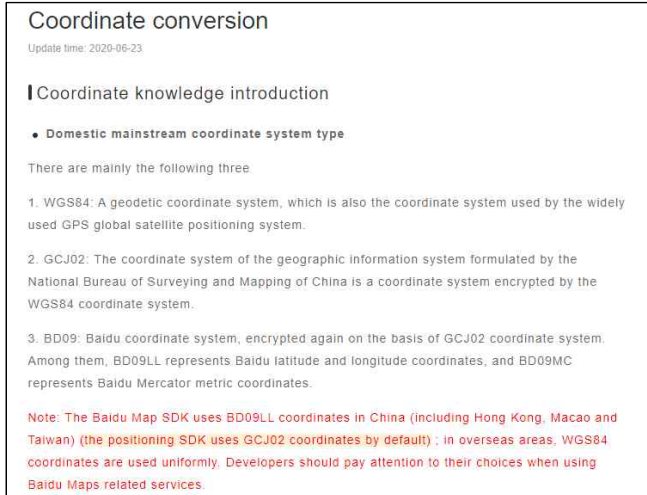 Coordinate conversion
Update time: 2020-06-23
Coordinate knowledge introduction
• Domestic mainstream coordinate system type
There are mainly the following three
1. WGS84: A geodetic coordinate system, which is also the coordinate system used by the widely
used GPS global satellite positioning system.
2. GCJ02: The coordinate system of the geographic information system formulated by the
National Bureau of Surveying and Mapping of China is a coordinate system encrypted by the
WGS84 coordinate system.
3. BD09: Baidu coordinate system, encrypted again on the basis of GCJ02 coordinate system.
Among them, BD09LL represents Baidu latitude and longitude coordinates, and BD09MC
represents Baidu Mercator metric coordinates.
Note: The Baidu Map SDK uses BD09LL coordinates in China (including Hong Kong, Macao and
Taiwan) (the positioning SDK uses GCJ02 coordinates by default) ; in overseas areas, WGS84
coordinates are used uniformly. Developers should pay attention to their choices when using
Baidu Maps related services.